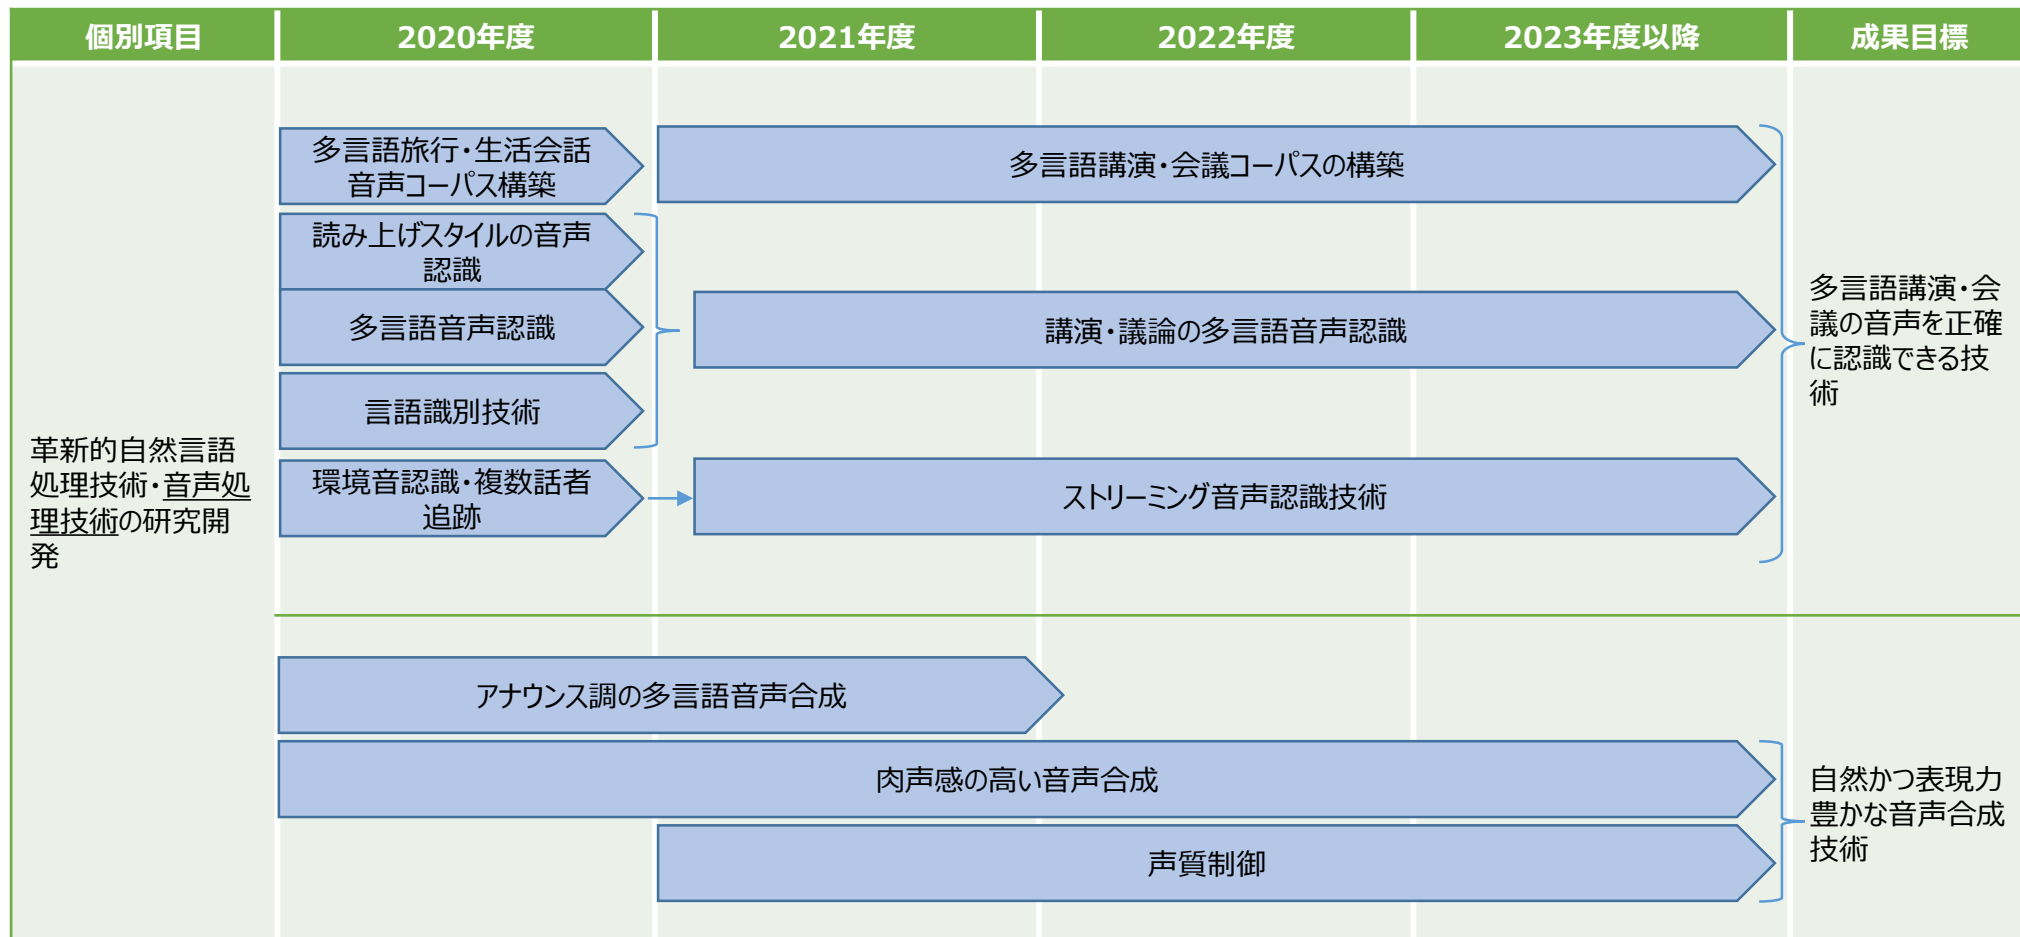 個別項目
2020年度
2021年度
2022年度
2023年度以降
成果目標
革新的自然言語
処理技術・音声処
理技術の研究開
発
多言語旅行・生活会話
音声コーパス構築
多言語講演・会議コーパスの構築
読み上げスタイルの音声
認識
多言語音声認識
言語識別技術
講演・議論の多言語音声認識
環境音認識・複数話者
追跡
ストリーミング音声認識技術
多言語講演・会
議の音声を正確
に認識できる技
術
アナウンス調の多言語音声合成
肉声感の高い音声合成
声質制御
自然かつ表現力
豊かな音声合成
技術